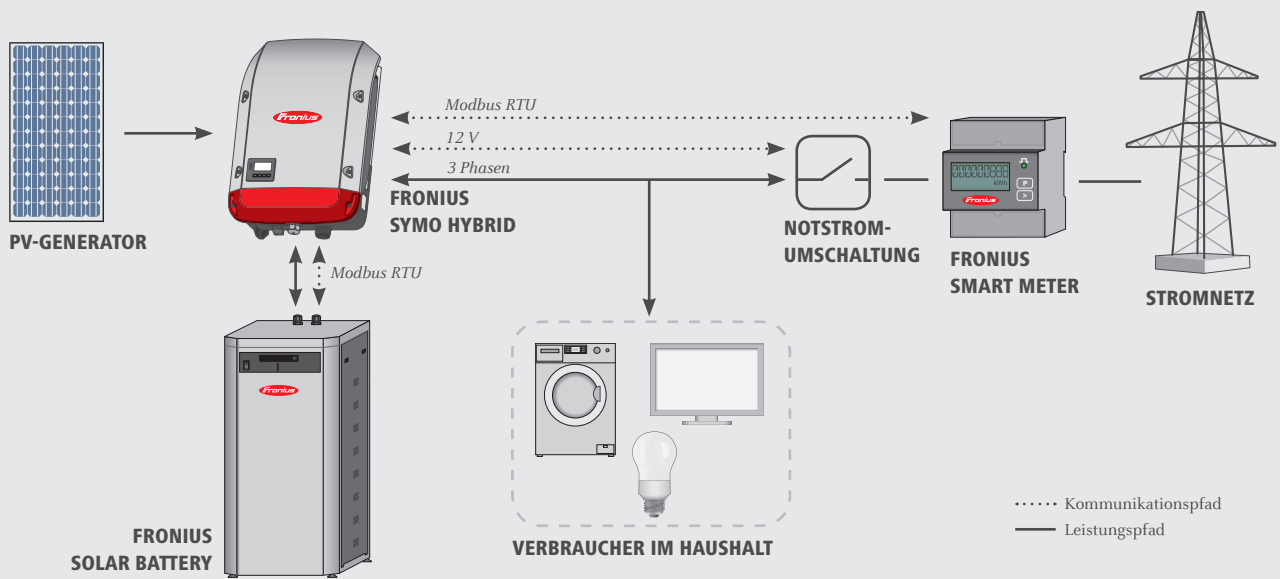 Fronius
Modbus RTU
12 V
3 Phasen
FRONIUS
SYMO HYBRID
PV-GENERATOR
Modbus RTU
NOTSTROM-
UMSCHALTUNG
kWh
P
>
Fronius
FRONIUS
SMART METER
STROMNETZ
Fronius
FRONIUS
SOLAR BATTERY
VERBRAUCHER IM HAUSHALT
Kommunikationspfad
Leistungspfad